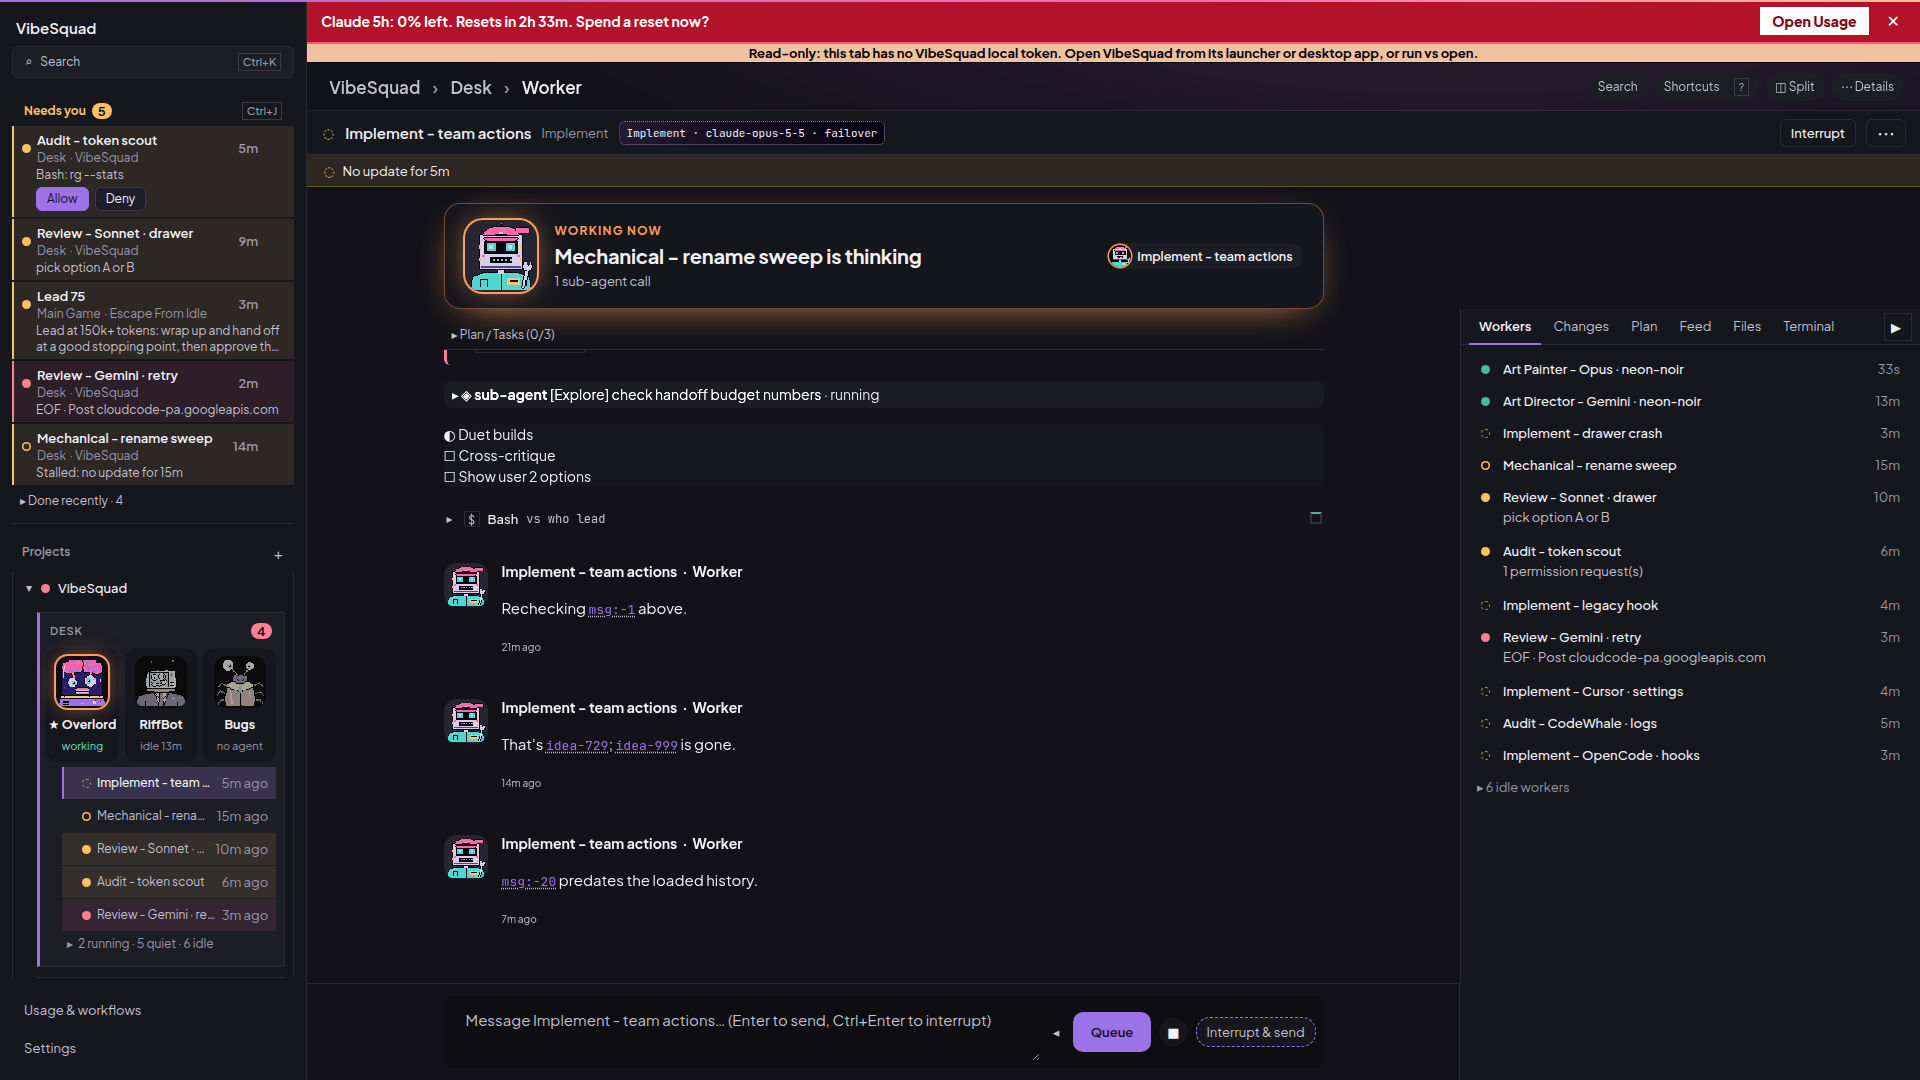 VibeSquad
Search
Ctrl+K
Needs you 5
Ctrl+J
Audit – token scout
5m
Desk · VibeSquad
Bash: rg --stats
Allow
Deny
Review – Sonnet · drawer
9m
Desk · VibeSquad
pick option A or B
Lead 75
3m
Main Game · Escape From Idle
Lead at 150k+ tokens: wrap up and hand off
at a good stopping point, then approve th…
Review – Gemini · retry
2m
Desk · VibeSquad
EOF · Post cloudcode-pa.googleapis.com
Mechanical – rename sweep
14m
Desk · VibeSquad
Stalled: no update for 15m
▸ Done recently · 4
Projects
+
▾ VibeSquad
DESK
4
★ Overlord
working
RiffBot
idle 13m
Bugs
no agent
Implement – team …
5m ago
Mechanical – rena…
15m ago
Review – Sonnet · …
10m ago
Audit – token scout
6m ago
Review – Gemini · re…
3m ago
▸ 2 running · 5 quiet · 6 idle
Usage & workflows
Settings
Claude 5h: 0% left. Resets in 2h 33m. Spend a reset now?
Open Usage
✕
Read-only: this tab has no VibeSquad local token. Open VibeSquad from its launcher or desktop app, or run vs open.
VibeSquad › Desk › Worker
Search
Shortcuts ?
Split
⋯ Details
Implement – team actions
Implement
Implement · claude-opus-5-5 · failover
Interrupt
⋯
No update for 5m
WORKING NOW
Mechanical – rename sweep is thinking
1 sub-agent call
Implement – team actions
▸ Plan / Tasks (0/3)
▸ ◈ sub-agent [Explore] check handoff budget numbers · running
◐ Duet builds
☐ Cross-critique
☐ Show user 2 options
▸ $ Bash vs who lead
Implement – team actions · Worker
Rechecking msg:-1 above.
21m ago
Implement – team actions · Worker
That's idea-729; idea-999 is gone.
14m ago
Implement – team actions · Worker
msg:-20 predates the loaded history.
7m ago
Message Implement – team actions… (Enter to send, Ctrl+Enter to interrupt)
◂
Queue
■
Interrupt & send
Workers
Changes
Plan
Feed
Files
Terminal
▶
Art Painter – Opus · neon-noir
33s
Art Director – Gemini · neon-noir
13m
Implement – drawer crash
3m
Mechanical – rename sweep
15m
Review – Sonnet · drawer
10m
pick option A or B
Audit – token scout
6m
1 permission request(s)
Implement – legacy hook
4m
Review – Gemini · retry
3m
EOF · Post cloudcode-pa.googleapis.com
Implement – Cursor · settings
4m
Audit – CodeWhale · logs
5m
Implement – OpenCode · hooks
3m
▸ 6 idle workers